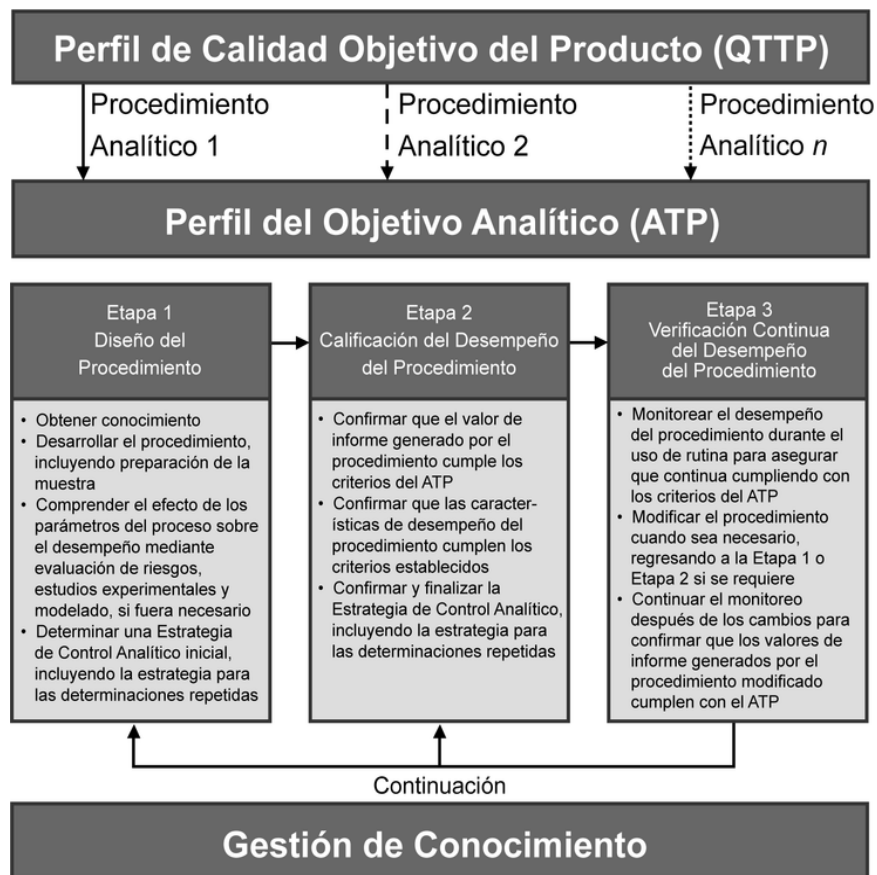 Perfil de Calidad Objetivo del Producto (QTTP)
Procedimiento
Analítico 1
Procedimiento
Analítico 2
Procedimiento
Analítico n
Perfil del Objetivo Analítico (ATP)
Etapa 1
Diseño del
Procedimiento
• Obtener conocimiento
• Desarrollar el procedimiento,
incluyendo preparación de la
muestra
• Comprender el efecto de los
parámetros del proceso sobre
el desempeño mediante
evaluación de riesgos,
estudios experimentales y
modelado, si fuera necesario
• Determinar una Estrategia
de Control Analítico inicial,
incluyendo la estrategia para
las determinaciones repetidas
Etapa 2
Calificación del Desempeño
del Procedimiento
• Confirmar que el valor de
informe generado por el
procedimiento cumple los
criterios del ATP
• Confirmar que las caracter-
ísticas de desempeño del
procedimiento cumplen los
criterios establecidos
• Confirmar y finalizar la
Estrategia de Control Analítico,
incluyendo la estrategia para
las determinaciones repetidas
Etapa 3
Verificación Continua
del Desempeño
del Procedimiento
• Monitorear el desempeño
del procedimiento durante el
uso de rutina para asegurar
que continua cumpliendo con
los criterios del ATP
• Modificar el procedimiento
cuando sea necesario,
regresando a la Etapa 1 o
Etapa 2 si se requiere
• Continuar el monitoreo
después de los cambios para
confirmar que los valores de
informe generados por el
procedimiento modificado
cumplen con el ATP
Continuación
Gestión de Conocimiento